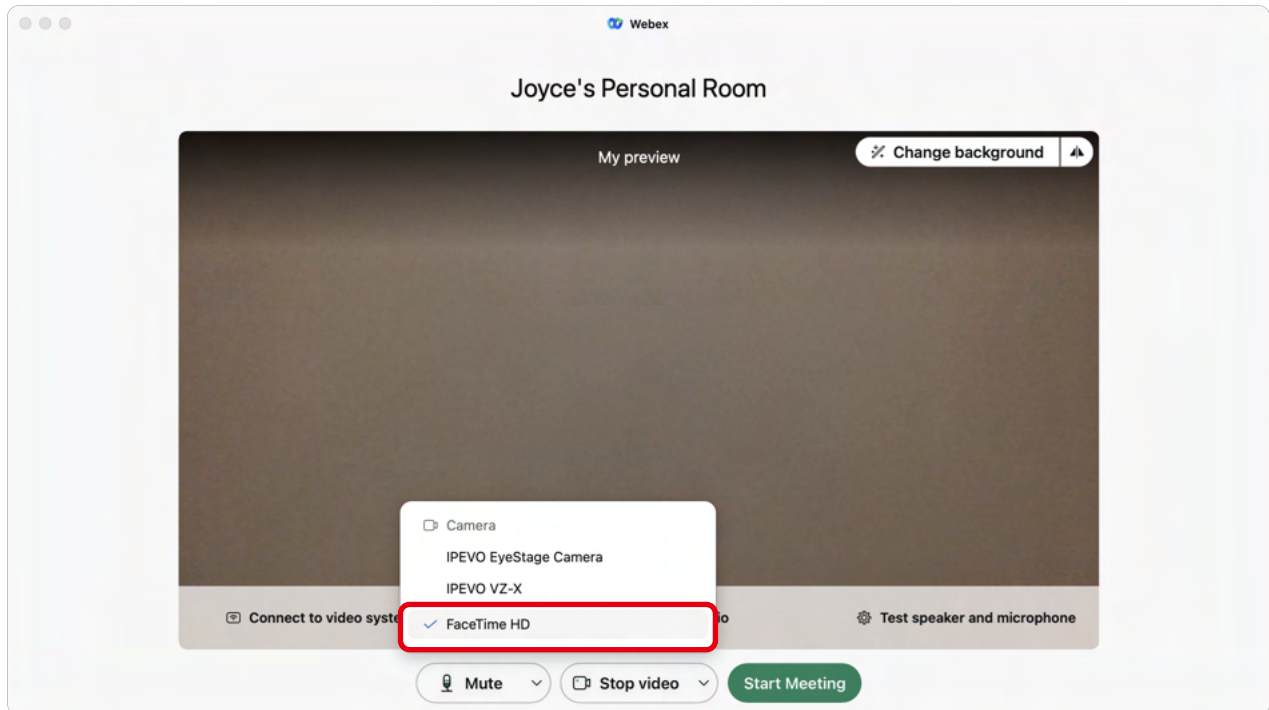 Webex
Joyce's Personal Room
My preview
Change background
Camera
IPEVO EyeStage Camera
IPEVO VZ-X
FaceTime HD
Connect to video syste
io
Test speaker and microphone
Mute
Stop video
Start Meeting